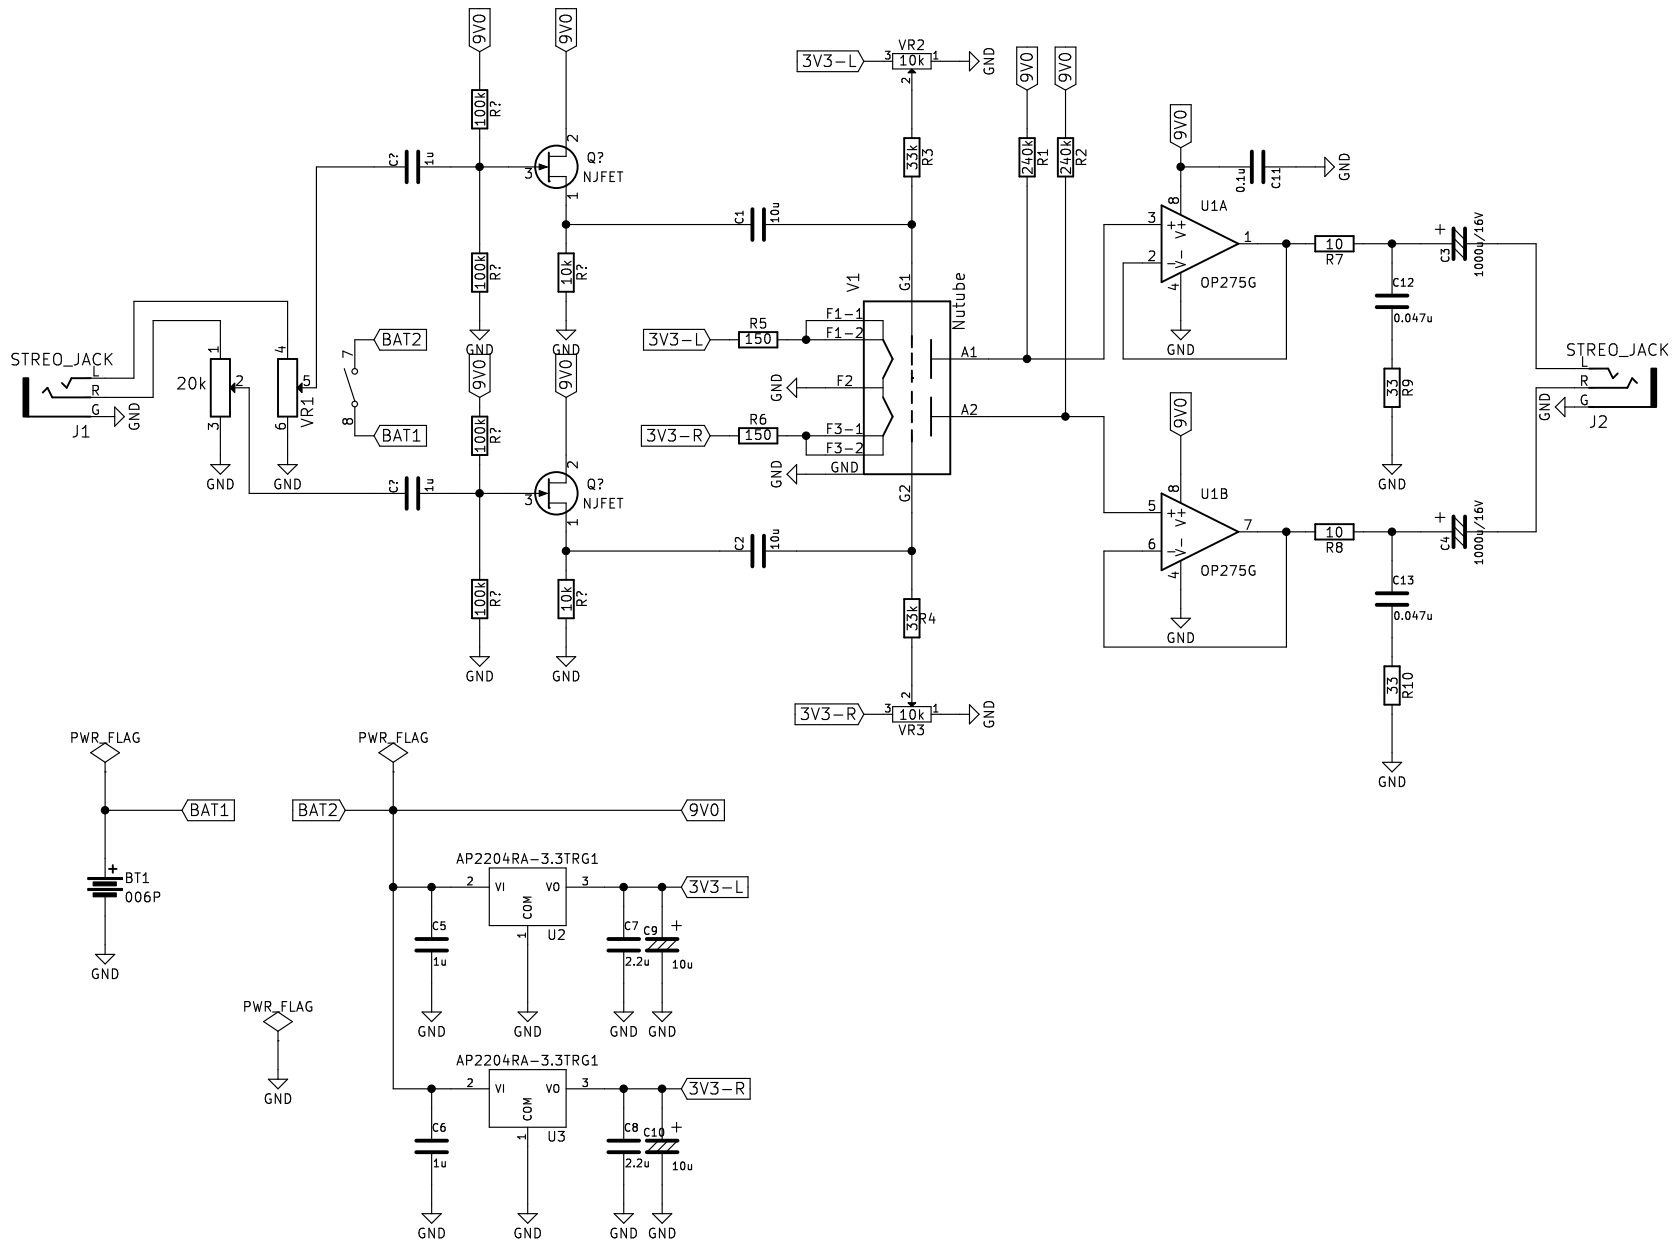 9V0
9V0
100k
R?
2
Q?
NJFET
3
1
C?
1u
100k
R?
10k
R?
GND
GND
C1
10u
3V3-L
VR2
3
10k
1
2
GND
33k
R3
9V0
9V0
240k
R1
240k
R2
9V0
8
0.1u
C11
GND
U1A
3
++
V+
2
V-
4
1
OP275G
GND
10
R7
C3
+
1000u/16V
C12
0.047u
33
R9
GND
STREO_JACK
L
R
G
GND
J1
1
20k
2
3
GND
4
5
VR1
6
GND
7
BAT2
8
BAT1
9V0
9V0
100k
R?
2
Q?
NJFET
3
1
C?
1u
100k
R?
10k
R?
GND
GND
C2
10u
V1
G1
Nutube
F1-1
F1-2
3V3-L
R5
150
GND
F2
3V3-R
R6
150
F3-1
F3-2
GND
GND
G2
A1
A2
33k
R4
3V3-R
2
3
10k
1
VR3
GND
9V0
8
U1B
5
++
V+
6
V-
4
7
OP275G
GND
10
R8
C4
+
1000u/16V
C13
0.047u
33
R10
GND
STREO_JACK
L
R
G
GND
J2
PWR_FLAG
BAT1
+
BT1
006P
GND
PWR_FLAG
GND
PWR_FLAG
BAT2
9V0
AP2204RA-3.3TRG1
2
VI
VO
3
COM
1
U2
3V3-L
C5
1u
C7
2.2u
C9
+
10u
GND
GND
GND
GND
AP2204RA-3.3TRG1
2
VI
VO
3
COM
1
U3
3V3-R
C6
1u
C8
2.2u
C10
+
10u
GND
GND
GND
GND